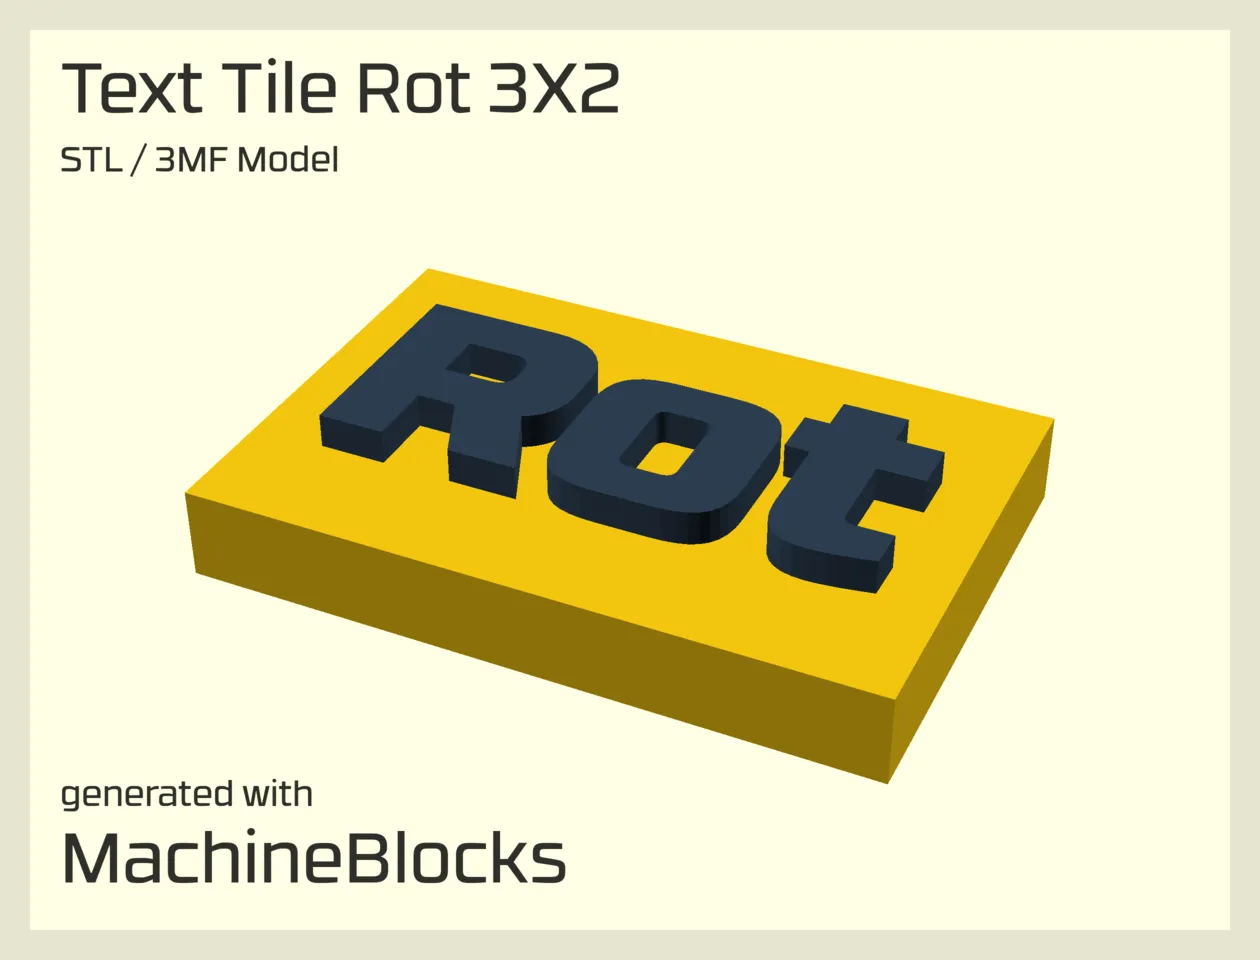 Text Tile Rot 3X2
STL / 3MF Model
Rot
generated with
MachineBlocks